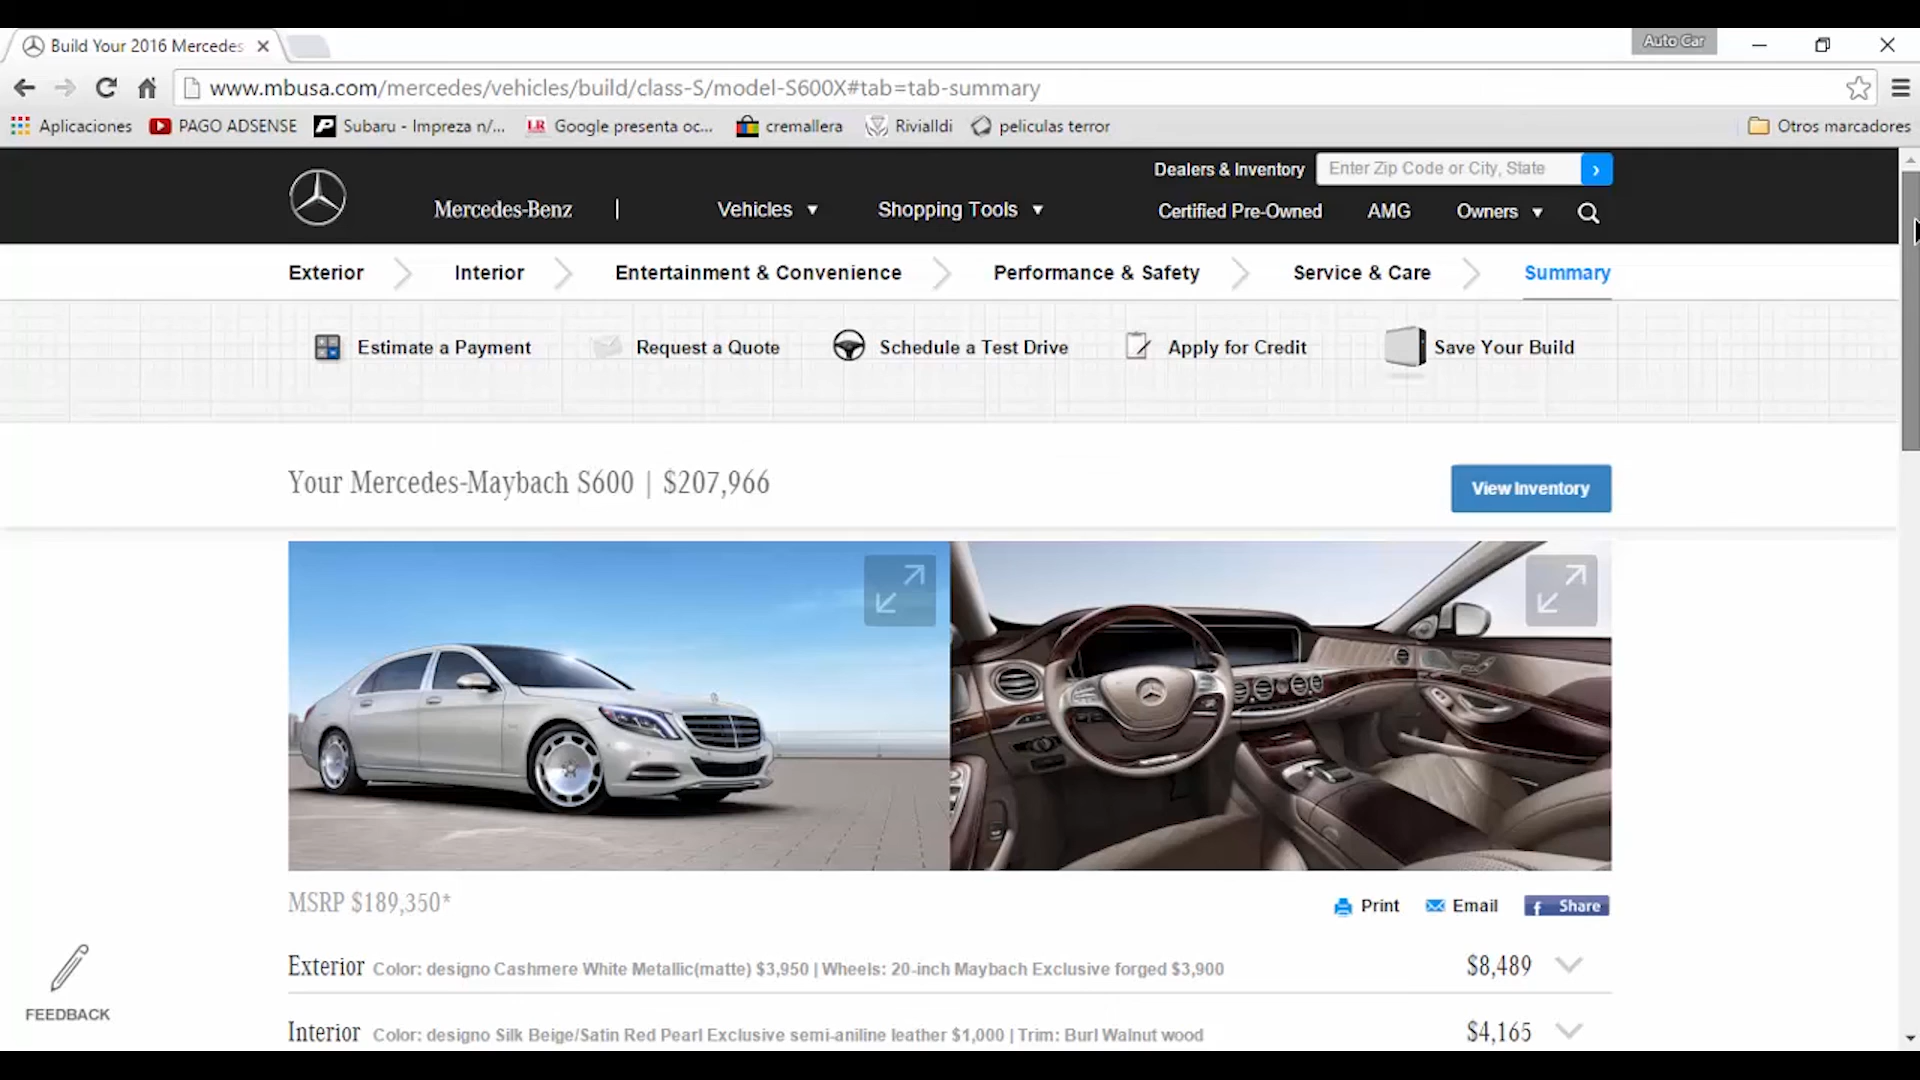 Build Your 2016 Mercedes
Auto Car
www.mbusa.com/mercedes/vehicles/build/class-S/model-S600X#tab=tab-summary
Aplicaciones PAGO ADSENSE Subaru - Impreza n/... LR Google presenta oc... cremallera Rivialldi peliculas terror Otros marcadores
Dealers & Inventory Enter Zip Code or City, State
Mercedes-Benz | Vehicles Shopping Tools Certified Pre-Owned AMG Owners
Exterior Interior Entertainment & Convenience Performance & Safety Service & Care Summary
Estimate a Payment Request a Quote Schedule a Test Drive Apply for Credit Save Your Build
Your Mercedes-Maybach S600 | $207,966
View Inventory
MSRP $189,350*
Print Email f Share
Exterior Color: designo Cashmere White Metallic(matte) $3,950 | Wheels: 20-inch Maybach Exclusive forged $3,900 $8,489
FEEDBACK
Interior Color: designo Silk Beige/Satin Red Pearl Exclusive semi-aniline leather $1,000 | Trim: Burl Walnut wood $4,165